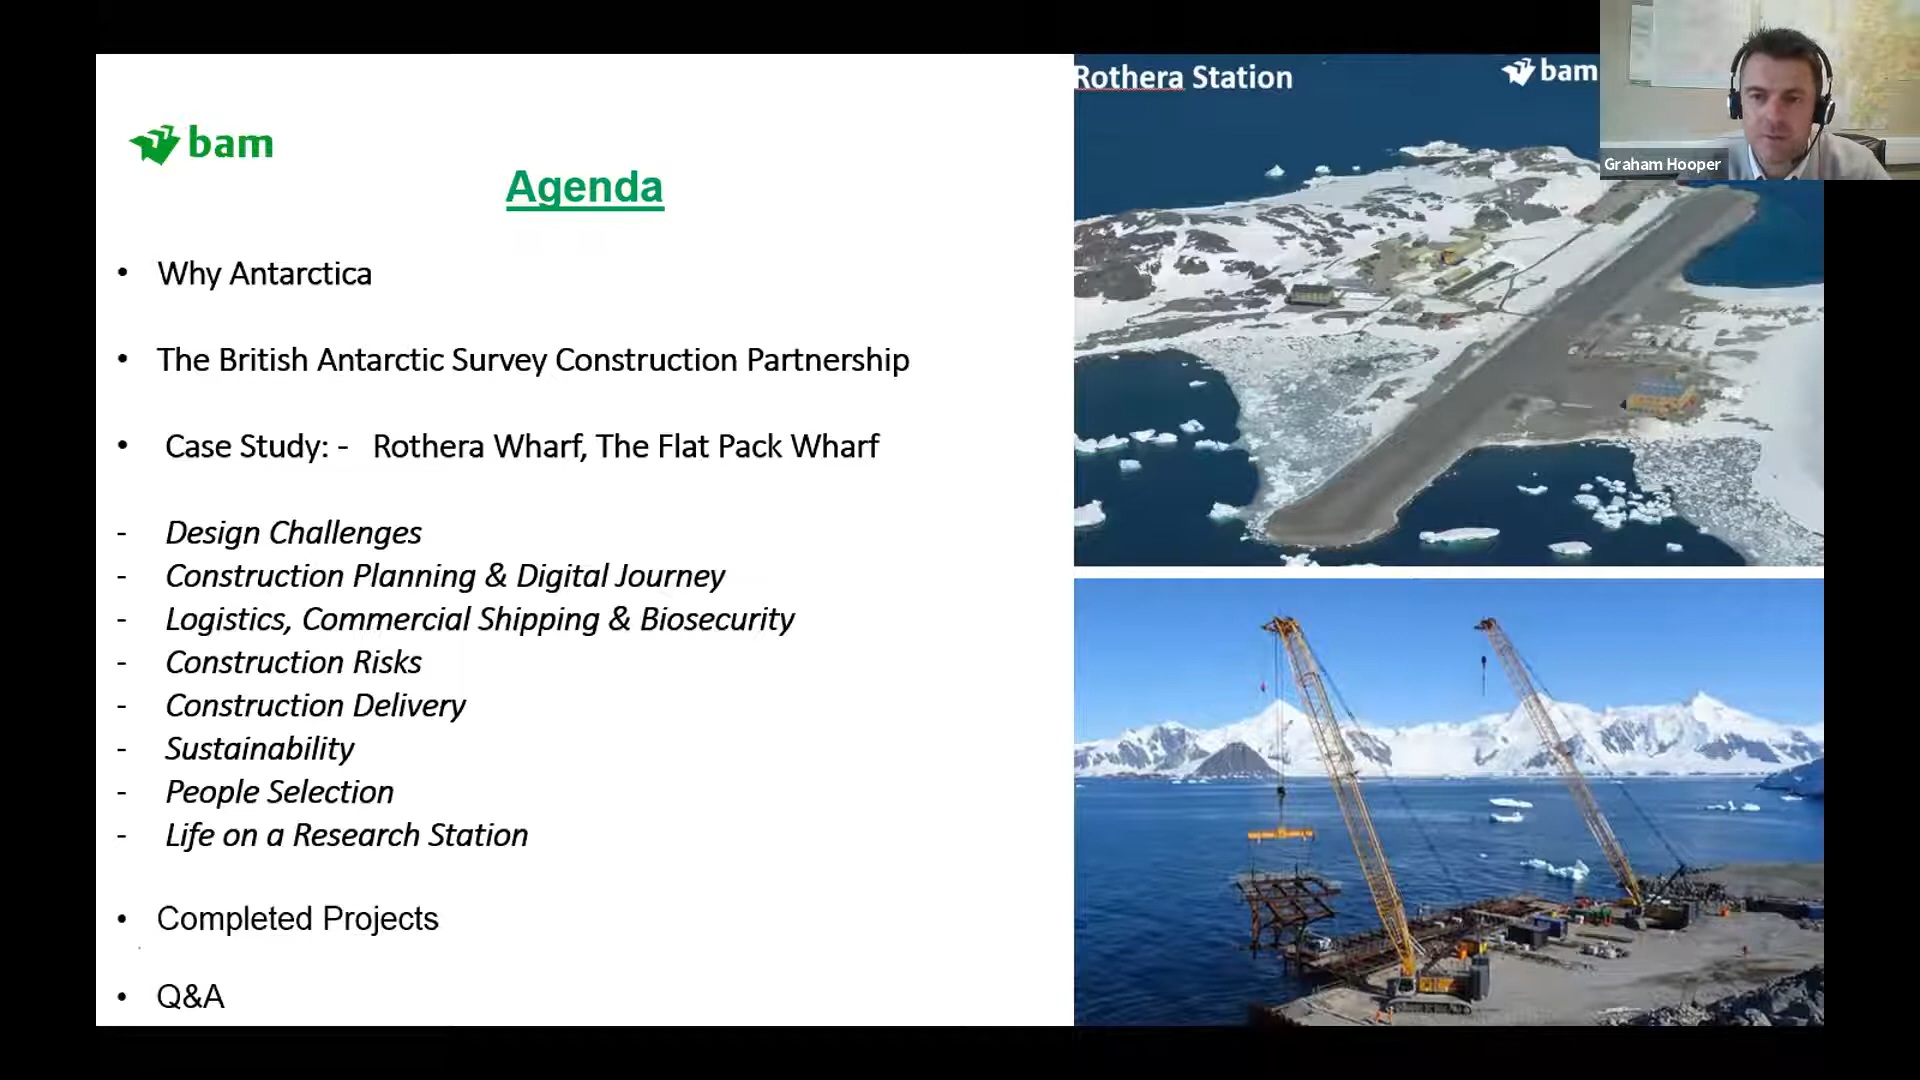 bam
Agenda
• Why Antarctica
• The British Antarctic Survey Construction Partnership
• Case Study: - Rothera Wharf, The Flat Pack Wharf
- Design Challenges
- Construction Planning & Digital Journey
- Logistics, Commercial Shipping & Biosecurity
- Construction Risks
- Construction Delivery
- Sustainability
- People Selection
- Life on a Research Station
• Completed Projects
• Q&A
Rothera Station
bam
Graham Hooper